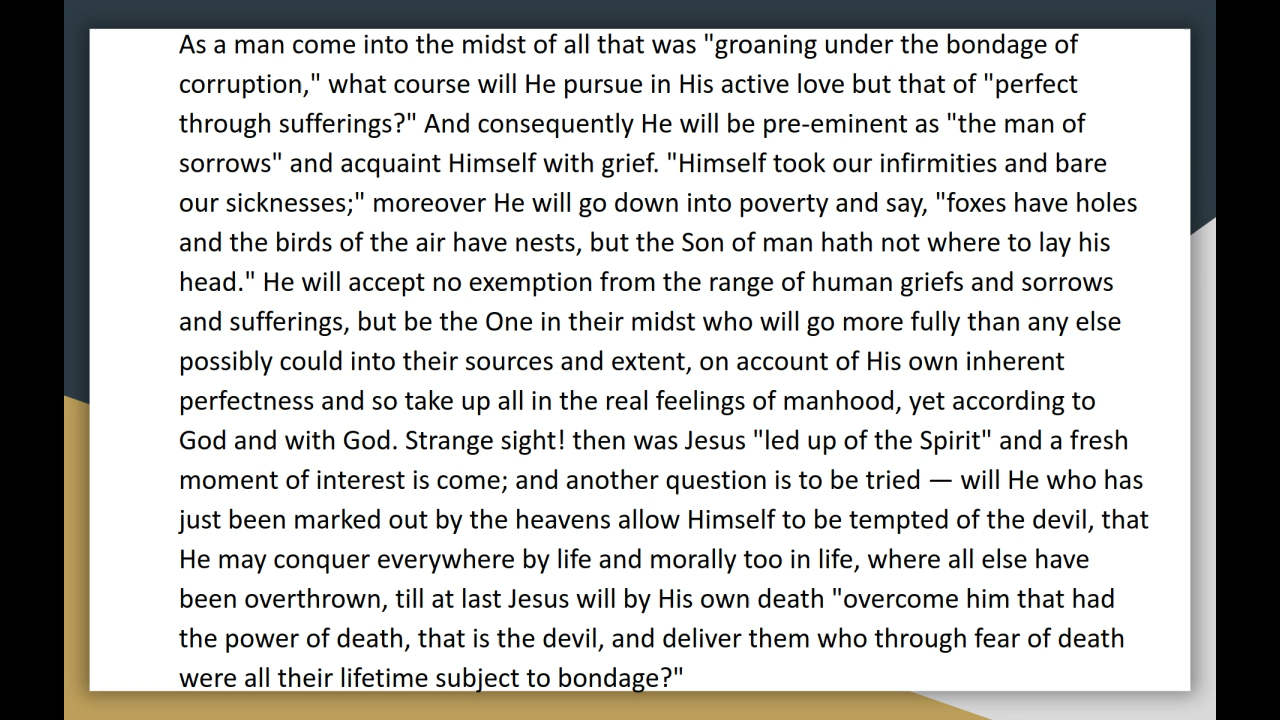 As a man come into the midst of all that was "groaning under the bondage of
corruption," what course will He pursue in His active love but that of "perfect
through sufferings?" And consequently He will be pre-eminent as "the man of
sorrows" and acquaint Himself with grief. "Himself took our infirmities and bare
our sicknesses;" moreover He will go down into poverty and say, "foxes have holes
and the birds of the air have nests, but the Son of man hath not where to lay his
head." He will accept no exemption from the range of human griefs and sorrows
and sufferings, but be the One in their midst who will go more fully than any else
possibly could into their sources and extent, on account of His own inherent
perfectness and so take up all in the real feelings of manhood, yet according to
God and with God. Strange sight! then was Jesus "led up of the Spirit" and a fresh
moment of interest is come; and another question is to be tried — will He who has
just been marked out by the heavens allow Himself to be tempted of the devil, that
He may conquer everywhere by life and morally too in life, where all else have
been overthrown, till at last Jesus will by His own death "overcome him that had
the power of death, that is the devil, and deliver them who through fear of death
were all their lifetime subject to bondage?"